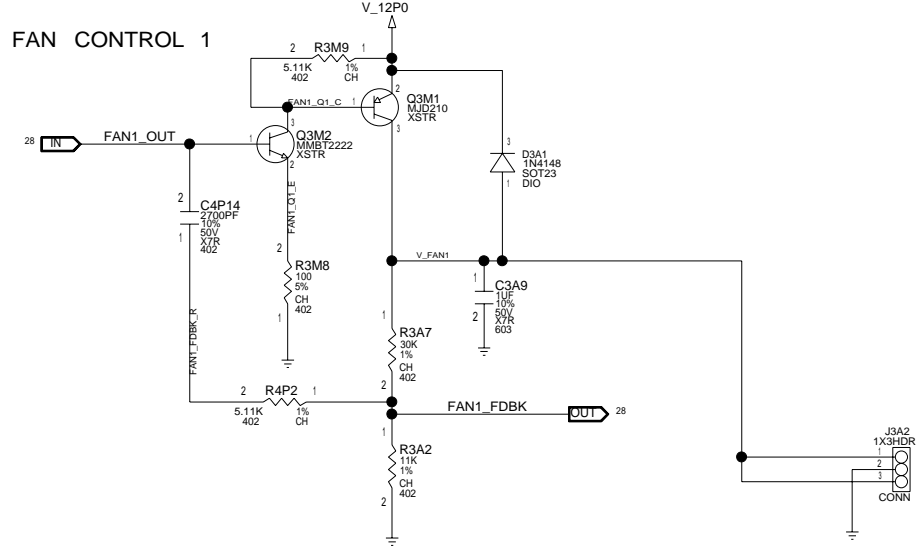 V_12P0
FAN CONTROL 1
2 R3M9 1
5.11K 1%
402 CH
2
FAN1_Q1_C 1 Q3M1
MJD210
XSTR
3
28 IN FAN1_OUT 1
3
Q3M2
MMBT2222
XSTR
2
3
D3A1
1N4148
SOT23
DIO
1
FAN1_Q1_E
2 C4P14
2700PF
10%
50V
X7R
402
1
V_FAN1
2 R3M8
100
5%
CH
402
1
1 C3A9
1UF
10%
50V
X7R
603
2
FAN1_FDBK_R
1 R3A7
30K
1%
CH
402
2
2 R4P2 1
5.11K 1%
402 CH
FAN1_FDBK OUT 28
1 R3A2
11K
1%
CH
402
2
J3A2
1X3HDR
1
2
3
CONN